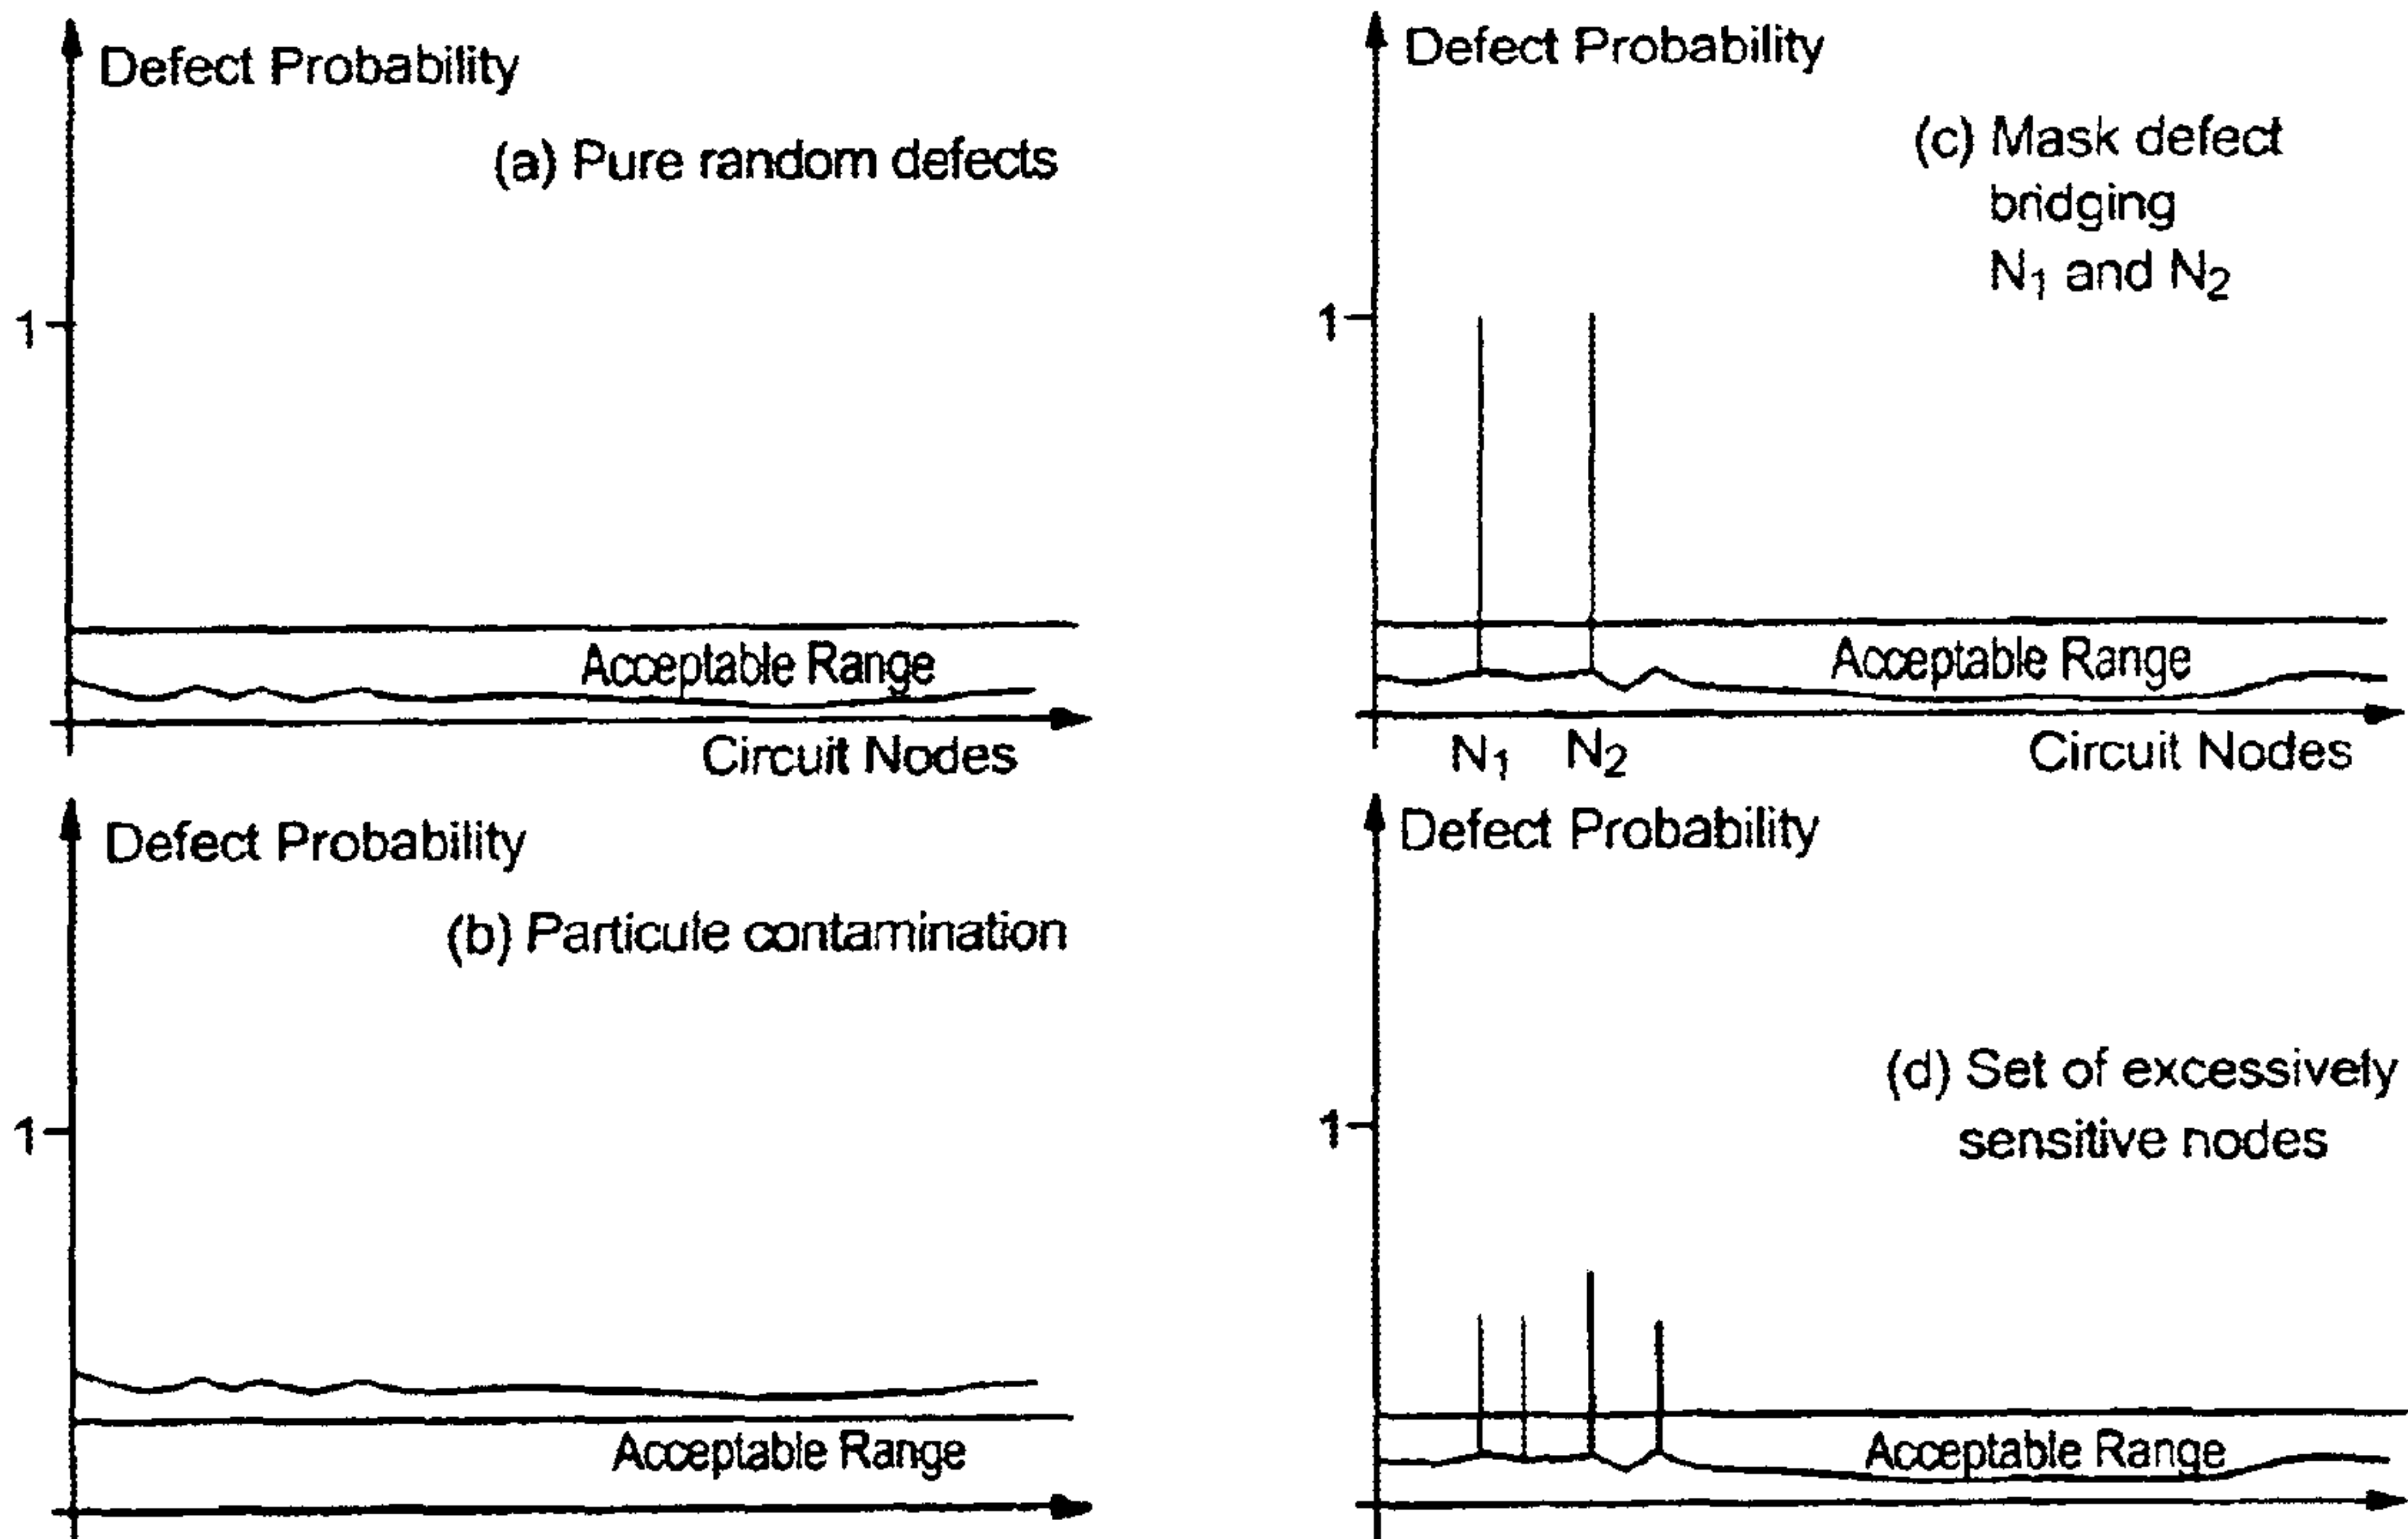 Defect Probability
(a) Pure random defects
1
Acceptable Range
Circuit Nodes
Defect Probability
(c) Mask defect
bridging
N₁ and N₂
1
Acceptable Range
N₁ N₂
Circuit Nodes
Defect Probability
(b) Particule contamination
1
Acceptable Range
Defect Probability
(d) Set of excessively
sensitive nodes
1
Acceptable Range